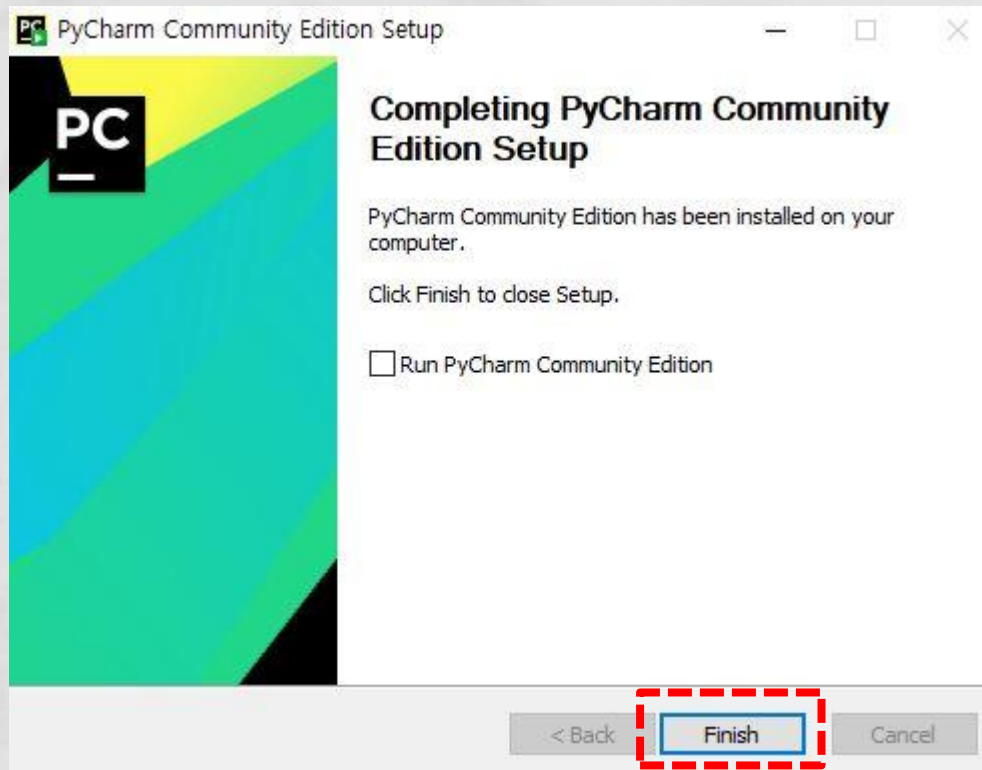 PyCharm Community Edition Setup
PC
Completing PyCharm Community
Edition Setup
PyCharm Community Edition has been installed on your
computer.
Click Finish to close Setup.
Run PyCharm Community Edition
< Back
Finish
Cancel